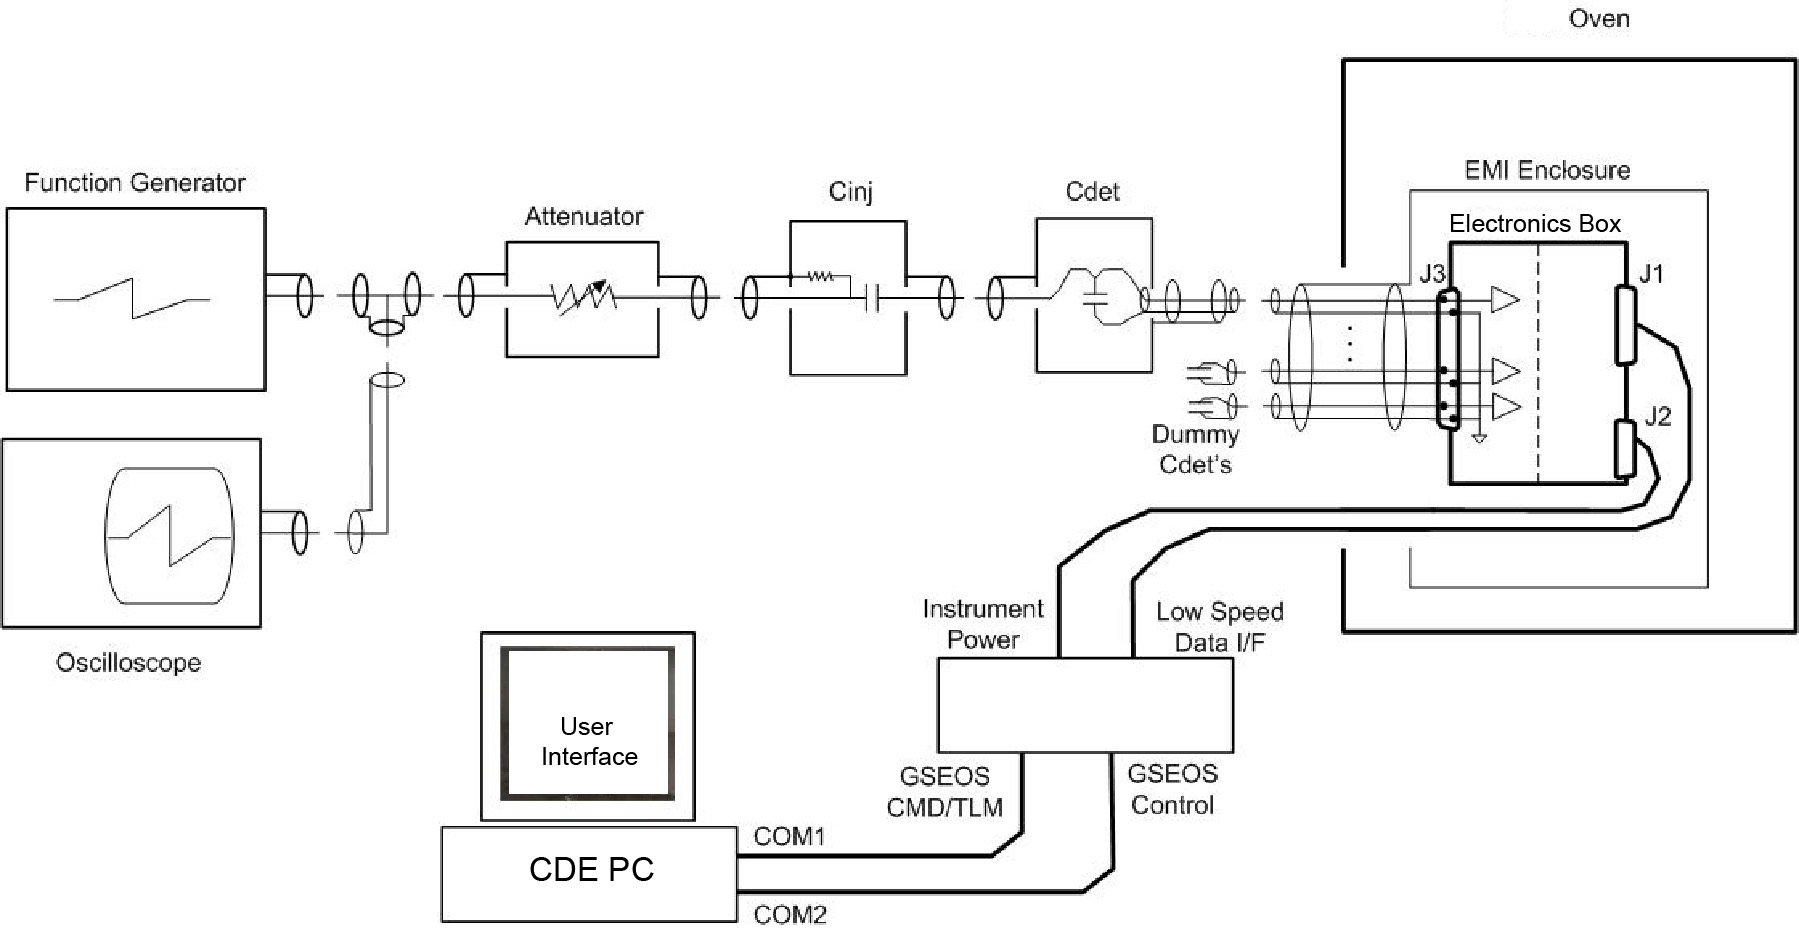 Oven
EMI Enclosure
Function Generator
Cinj
Cdet
Attenuator
Electronics Box
J3
J1
J2
Dummy
Cdet's
Instrument
Power
Low Speed
Data I/F
Oscilloscope
User
Interface
GSEOS
CMD/TLM
GSEOS
Control
COM1
CDE PC
COM2